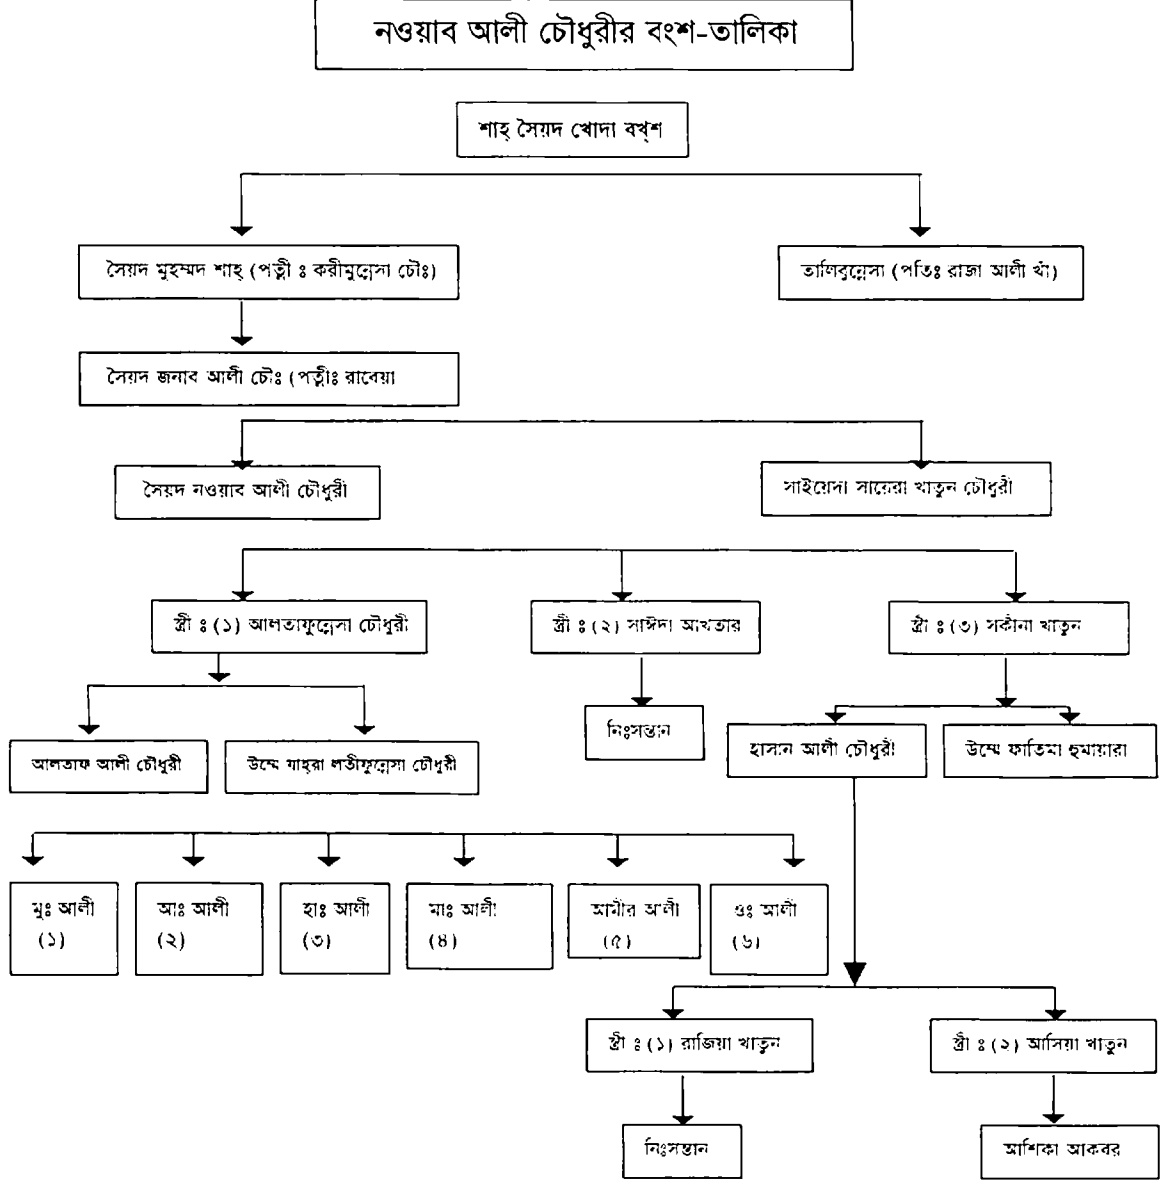 নওয়াব আলী চৌধুরীর বংশ-তালিকা
শাহ্ সৈয়দ খোদা বখ্শ
সৈয়দ মুহম্মদ শাহ্ (পত্নী ঃ করীমুন্নেসা চৌঃ)
তালিবুন্নেসা (পতিঃ রাজা আলী খাঁ)
সৈয়দ জনাব আলী চৌঃ (পত্নীঃ রাবেয়া
সৈয়দ নওয়াব আলী চৌধুরী
সাইয়েদা সায়েরা খাতুন চৌধুরী
স্ত্রী ঃ (১) আলতাফুন্নেসা চৌধুরী
স্ত্রী ঃ (২) সাঈদা আখতার
স্ত্রী ঃ (৩) সকীনা খাতুন
নিঃসন্তান
হাসান আলী চৌধুরী
উম্মে ফাতিমা হুমায়ারা
আলতাফ আলী চৌধুরী
উম্মে যাহ্রা লতীফুন্নেসা চৌধুরী
মুঃ আলী
(১)
আঃ আলী
(২)
হাঃ আলী
(৩)
মাঃ আলী
(৪)
আমীর আলী
(৫)
ওঃ আলী
(৬)
স্ত্রী ঃ (১) রাজিয়া খাতুন
স্ত্রী ঃ (২) আসিয়া খাতুন
নিঃসন্তান
আশিকা আকবর